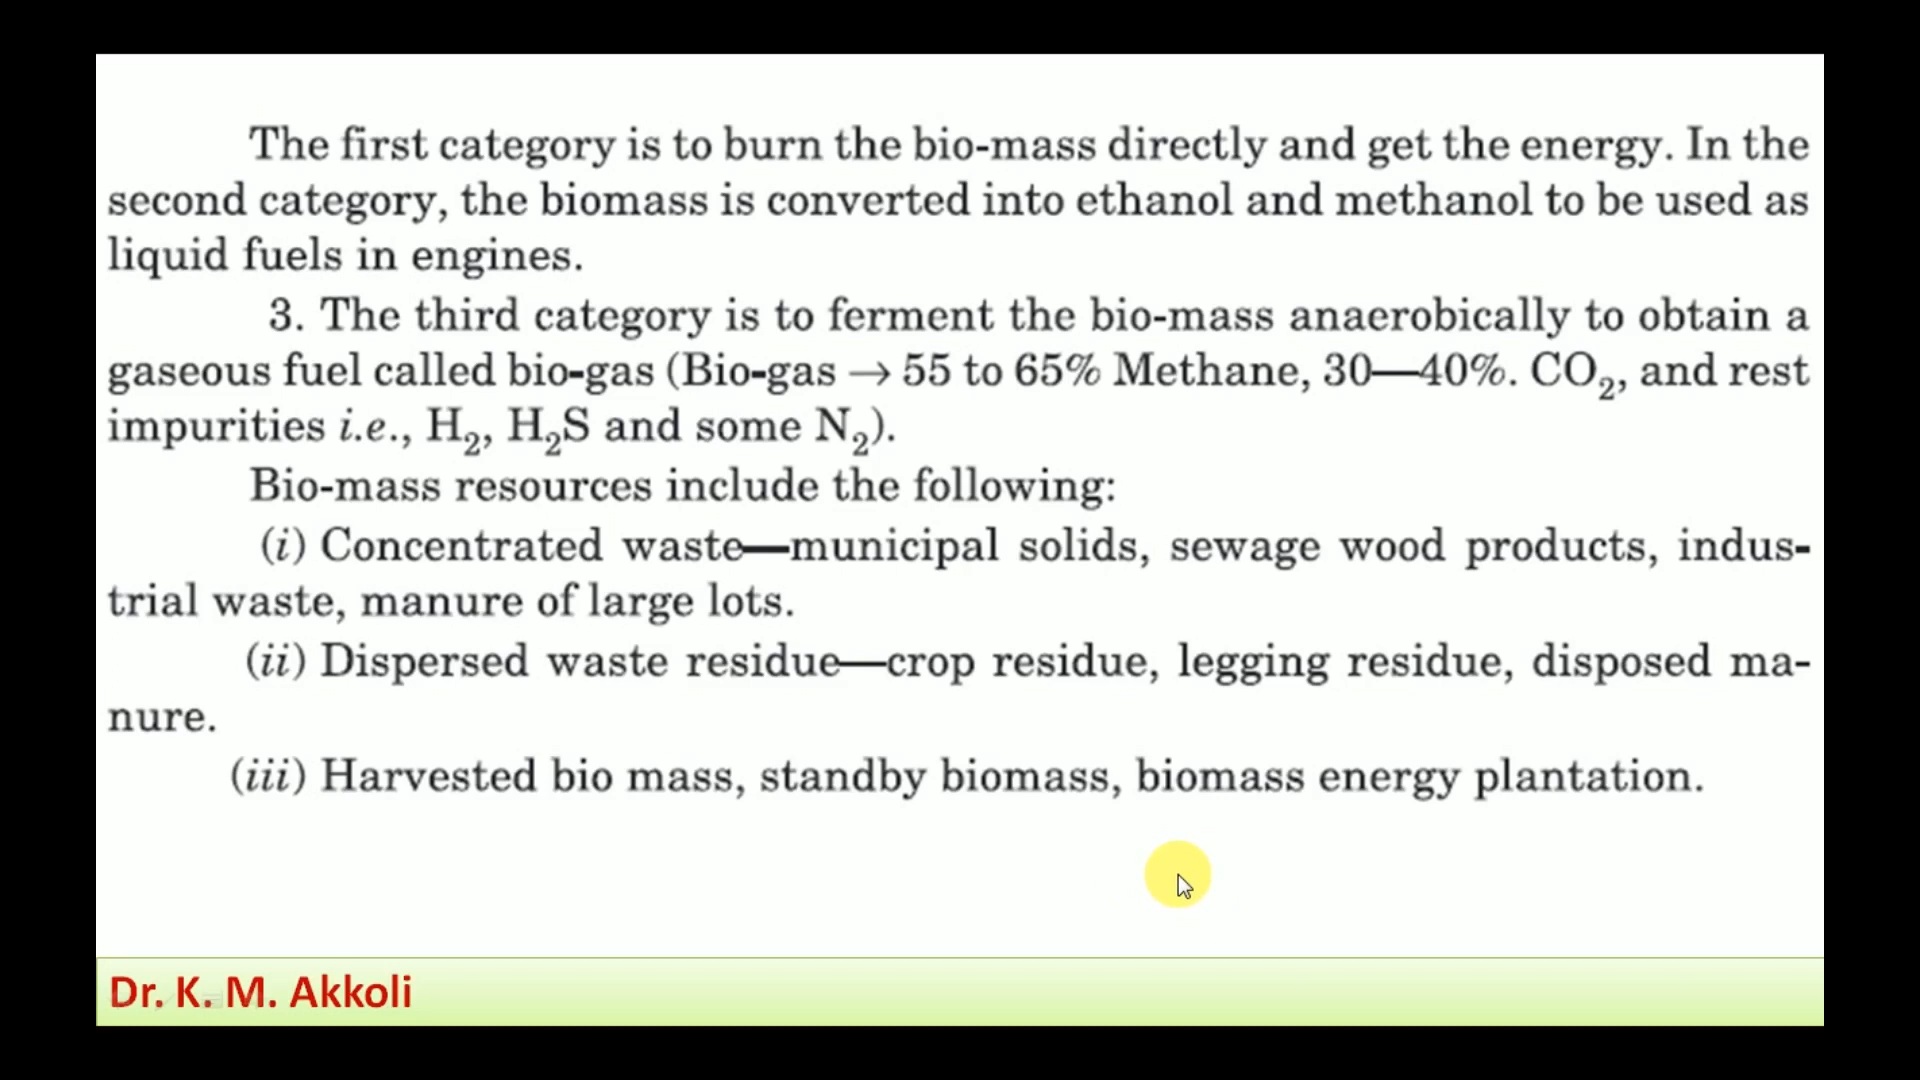 The first category is to burn the bio-mass directly and get the energy. In the
second category, the biomass is converted into ethanol and methanol to be used as
liquid fuels in engines.
3. The third category is to ferment the bio-mass anaerobically to obtain a
gaseous fuel called bio-gas (Bio-gas → 55 to 65% Methane, 30—40%. CO₂, and rest
impurities i.e., H₂, H₂S and some N₂).
Bio-mass resources include the following:
(i) Concentrated waste—municipal solids, sewage wood products, indus-
trial waste, manure of large lots.
(ii) Dispersed waste residue—crop residue, legging residue, disposed ma-
nure.
(iii) Harvested bio mass, standby biomass, biomass energy plantation.
Dr. K. M. Akkoli